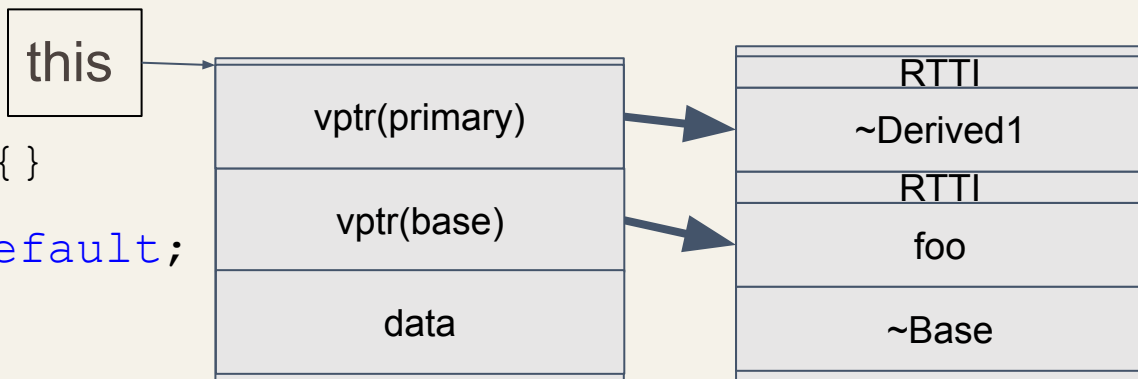 this
{}
efault;
vptr(primary)
vptr(base)
data
RTTI
~Derived1
RTTI
foo
~Base